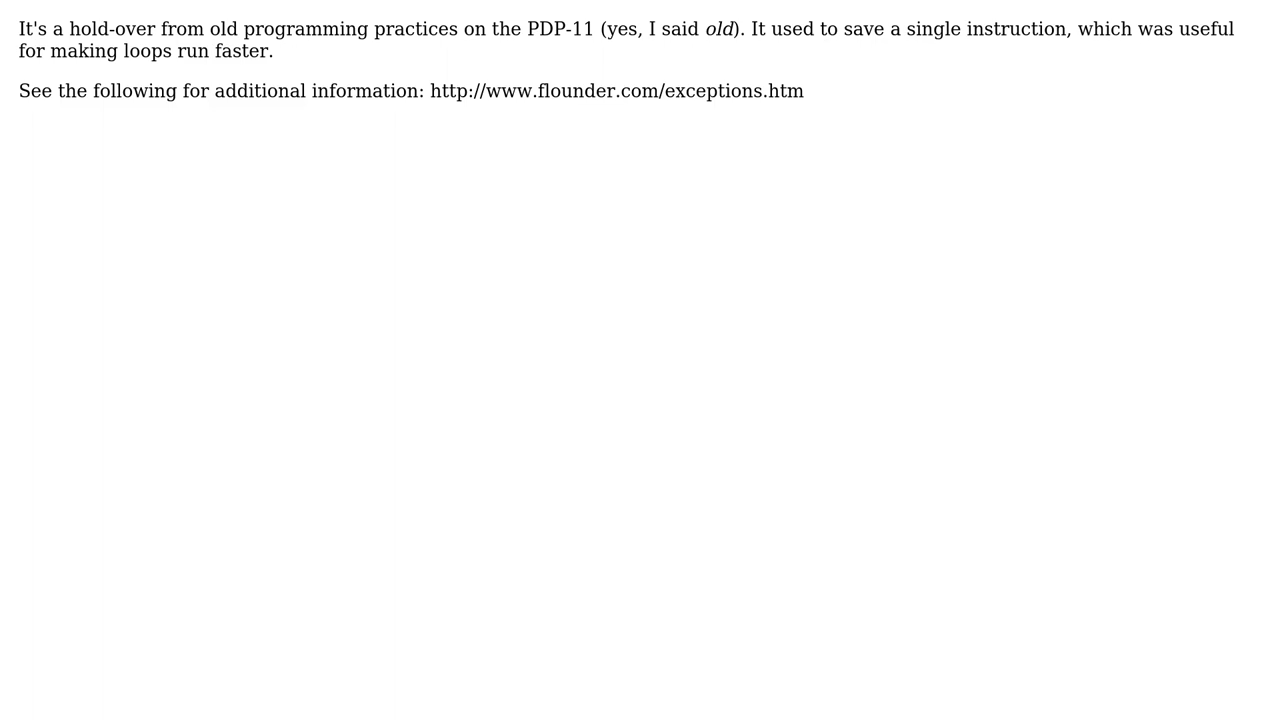 It's a hold-over from old programming practices on the PDP-11 (yes, I said old). It used to save a single instruction, which was useful
for making loops run faster.
See the following for additional information: http://www.flounder.com/exceptions.htm